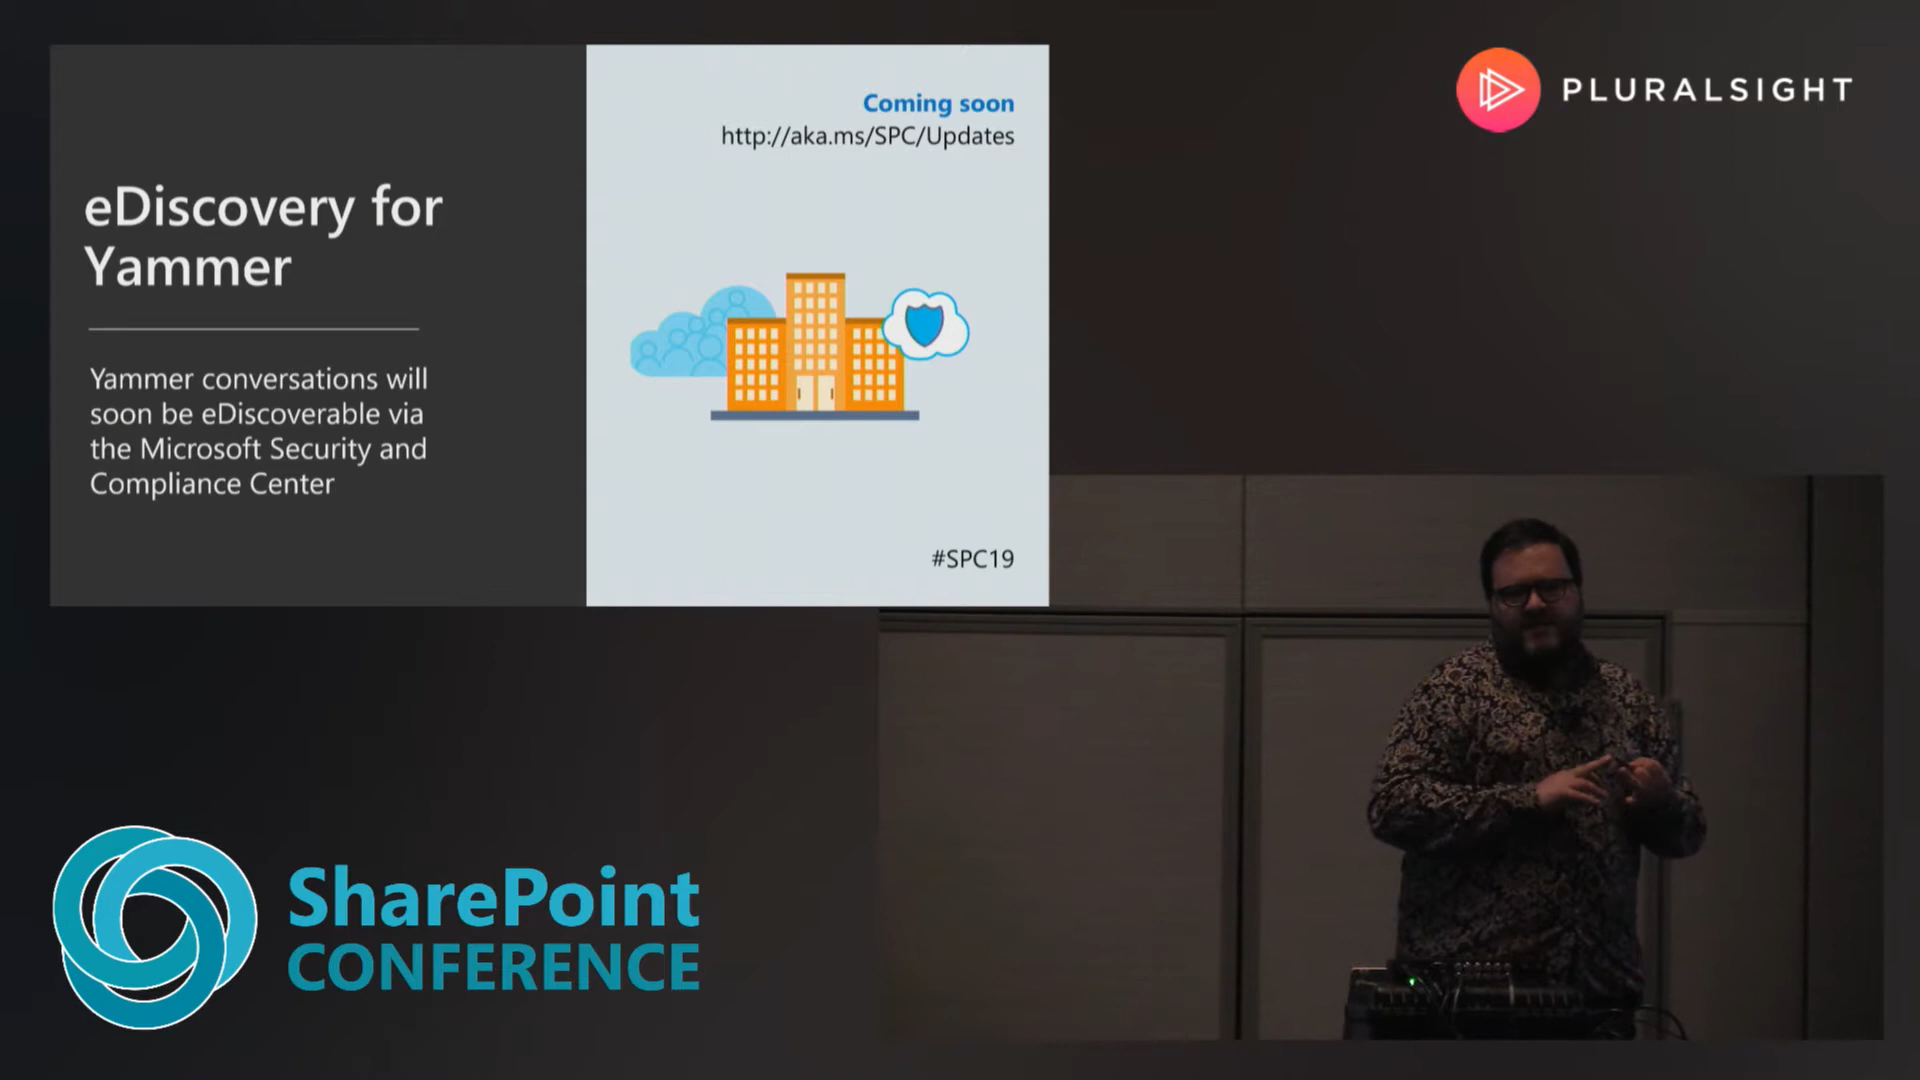 eDiscovery for
Yammer
Yammer conversations will
soon be eDiscoverable via
the Microsoft Security and
Compliance Center
Coming soon
http://aka.ms/SPC/Updates
#SPC19
PLURALSIGHT
SharePoint
CONFERENCE